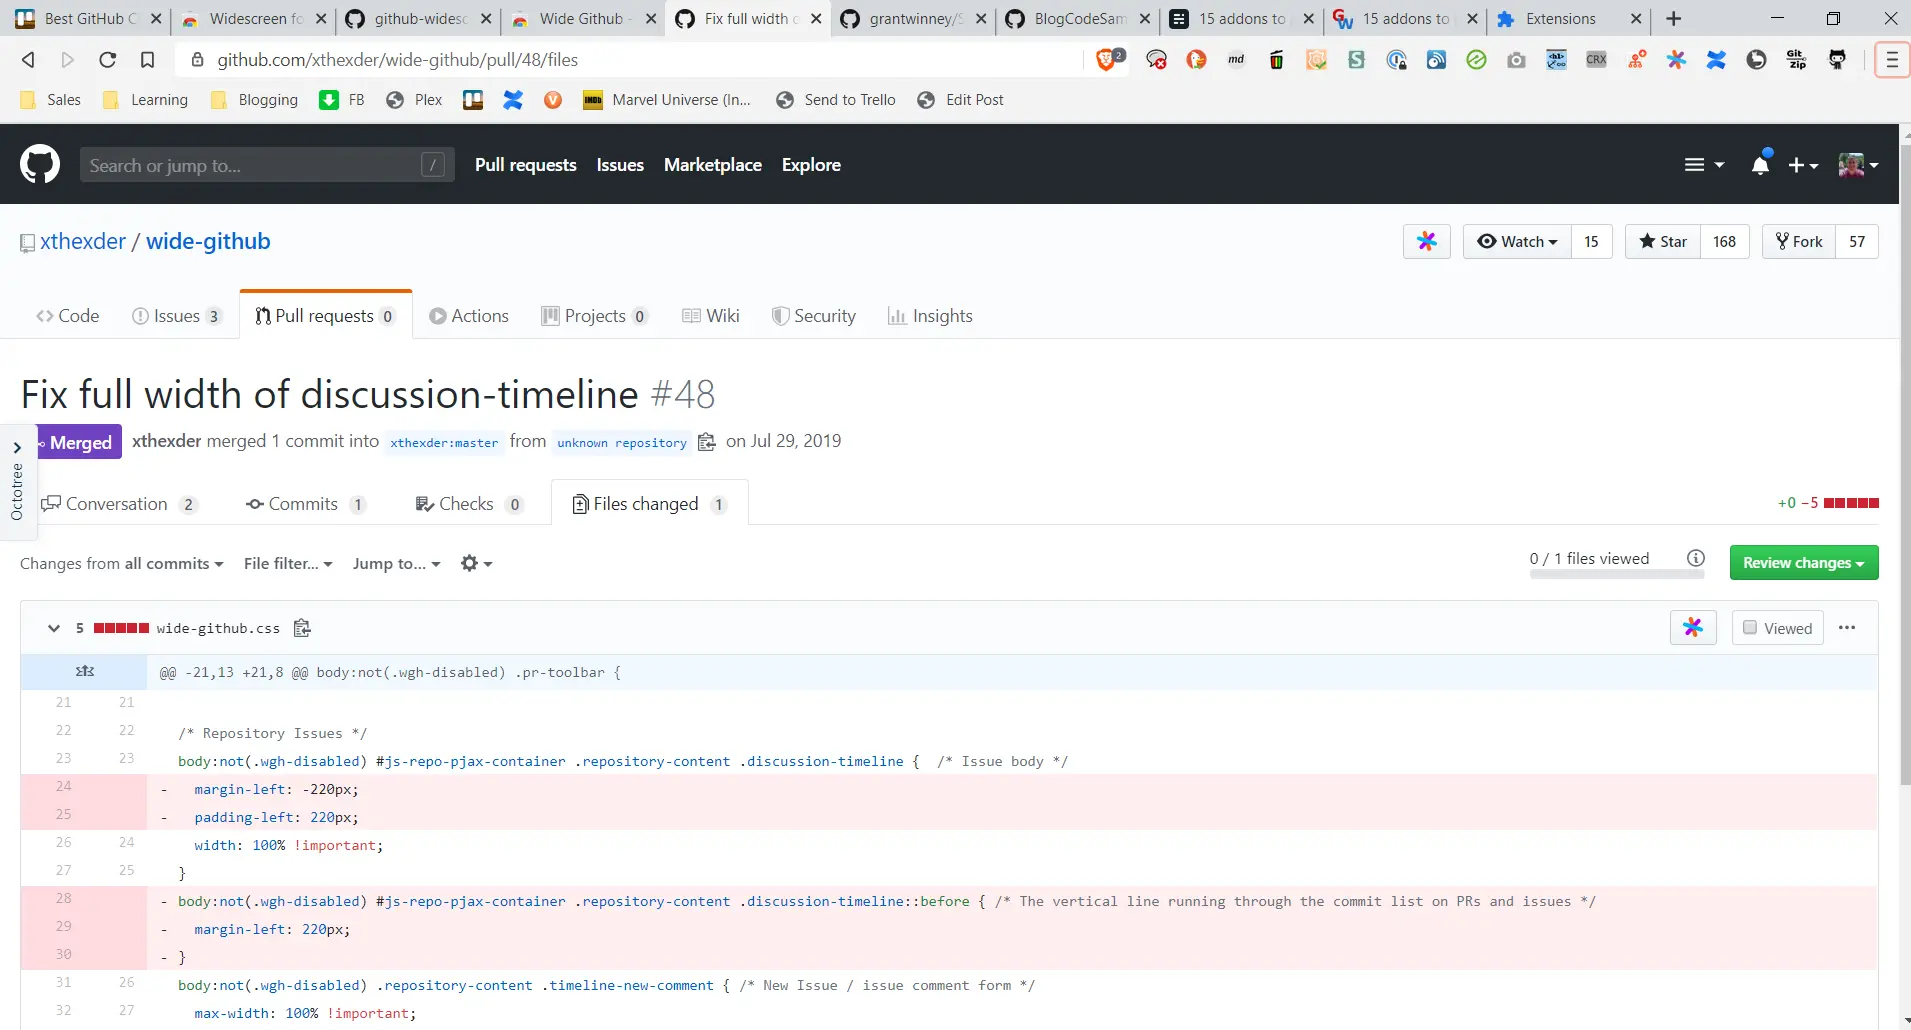 Best GitHub C
Widescreen fo
github-widesc
Wide Github -
Fix full width o
grantwinney/S
BlogCodeSam
15 addons to
15 addons to
Extensions
github.com/xthexder/wide-github/pull/48/files
2
md
CRX
Git Zip
Sales
Learning
Blogging
FB
Plex
IMDb
Marvel Universe (In...
Send to Trello
Edit Post
Search or jump to...
/
Pull requests
Issues
Marketplace
Explore
xthexder / wide-github
Watch 15
Star 168
Fork 57
Code
Issues 3
Pull requests 0
Actions
Projects 0
Wiki
Security
Insights
Fix full width of discussion-timeline #48
Merged
xthexder merged 1 commit into xthexder:master from unknown repository on Jul 29, 2019
Octotree
Conversation 2
Commits 1
Checks 0
Files changed 1
+0 −5
Changes from all commits
File filter...
Jump to...
0 / 1 files viewed
Review changes
5 wide-github.css
Viewed
@@ -21,13 +21,8 @@ body:not(.wgh-disabled) .pr-toolbar {
21 21
22 22 /* Repository Issues */
23 23 body:not(.wgh-disabled) #js-repo-pjax-container .repository-content .discussion-timeline { /* Issue body */
24 - margin-left: -220px;
25 - padding-left: 220px;
26 24 width: 100% !important;
27 25 }
28 - body:not(.wgh-disabled) #js-repo-pjax-container .repository-content .discussion-timeline::before { /* The vertical line running through the commit list on PRs and issues */
29 - margin-left: 220px;
30 - }
31 26 body:not(.wgh-disabled) .repository-content .timeline-new-comment { /* New Issue / issue comment form */
32 27 max-width: 100% !important;